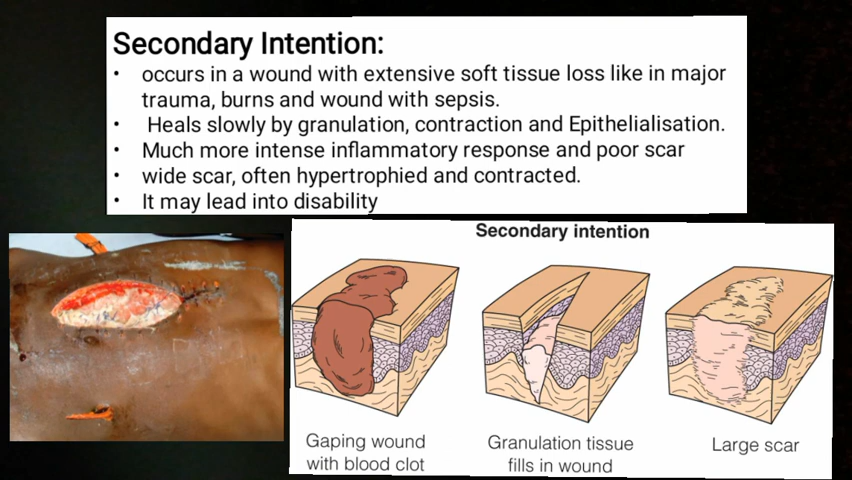 Secondary Intention:
• occurs in a wound with extensive soft tissue loss like in major
trauma, burns and wound with sepsis.
• Heals slowly by granulation, contraction and Epithelialisation.
• Much more intense inflammatory response and poor scar
• wide scar, often hypertrophied and contracted.
• It may lead into disability
Secondary intention
Gaping wound
with blood clot
Granulation tissue
fills in wound
Large scar